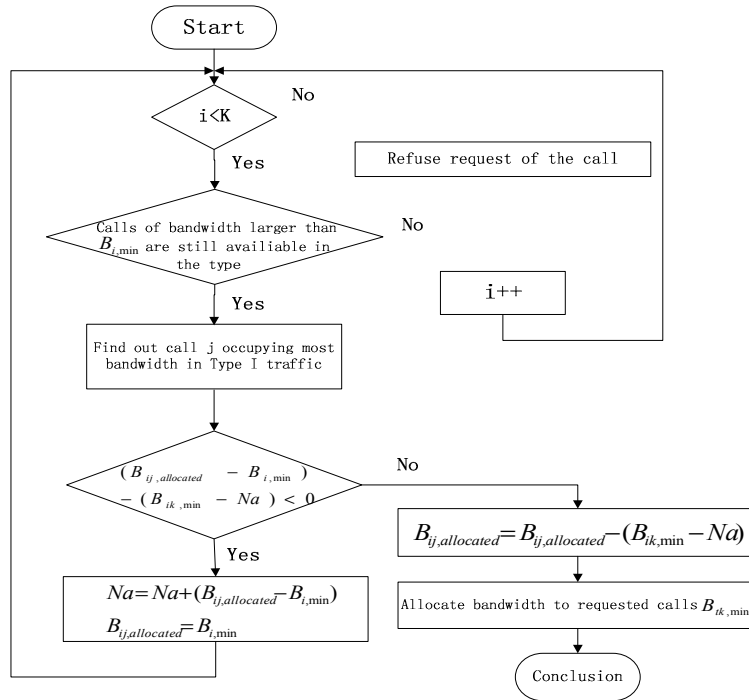 Start
No
i<K
Yes
Refuse request of the call
Calls of bandwidth larger than
B_{i,min} are still availiable in
the type
No
Yes
i++
Find out call j occupying most
bandwidth in Type I traffic
(B_{ij,allocated} - B_{i,min})
- (B_{ik,min} - Na) < 0
No
B_{ij,allocated}=B_{ij,allocated}-(B_{ik,min}-Na)
Yes
Na=Na+(B_{ij,allocated}-B_{i,min})
B_{ij,allocated}=B_{i,min}
Allocate bandwidth to requested calls B_{tk,min}
Conclusion